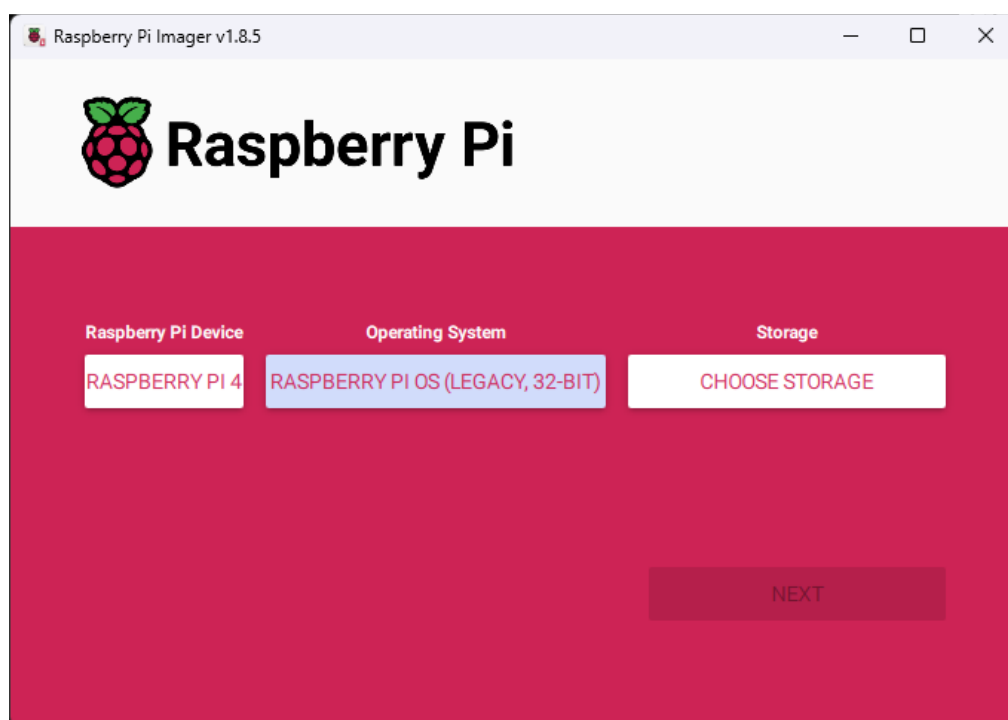 Raspberry Pi Imager v1.8.5
Raspberry Pi
Raspberry Pi Device
Operating System
Storage
RASPBERRY PI 4
RASPBERRY PI OS (LEGACY, 32-BIT)
CHOOSE STORAGE
NEXT